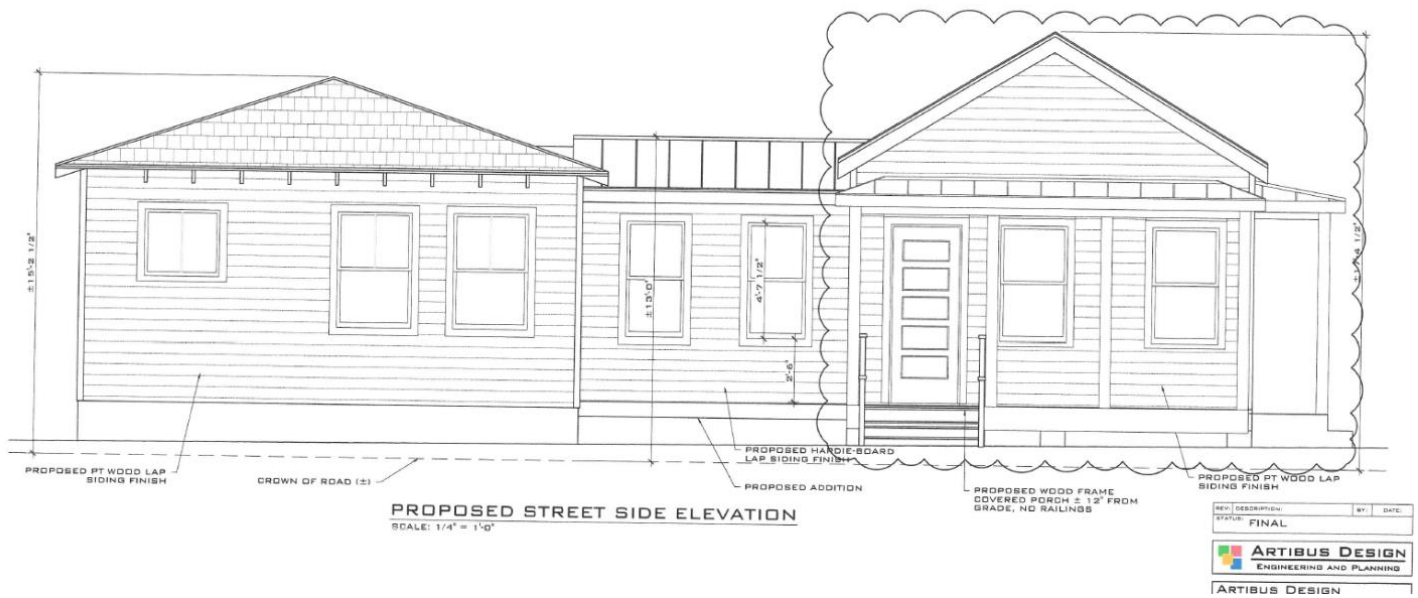 ±15'-2 1/2"
±13'-0"
4'-7 1/2"
2'-6"
PROPOSED PT WOOD LAP
SIDING FINISH
CROWN OF ROAD (±)
PROPOSED HARDIE-BOARD
LAP SIDING FINISH
PROPOSED ADDITION
PROPOSED WOOD FRAME
COVERED PORCH ± 12" FROM
GRADE, NO RAILINGS
PROPOSED PT WOOD LAP
SIDING FINISH
PROPOSED STREET SIDE ELEVATION
SCALE: 1/4" = 1'-0"
REV: DESCRIPTION: BY: DATE:
STATUS: FINAL
ARTIBUS DESIGN
ENGINEERING AND PLANNING
ARTIBUS DESIGN